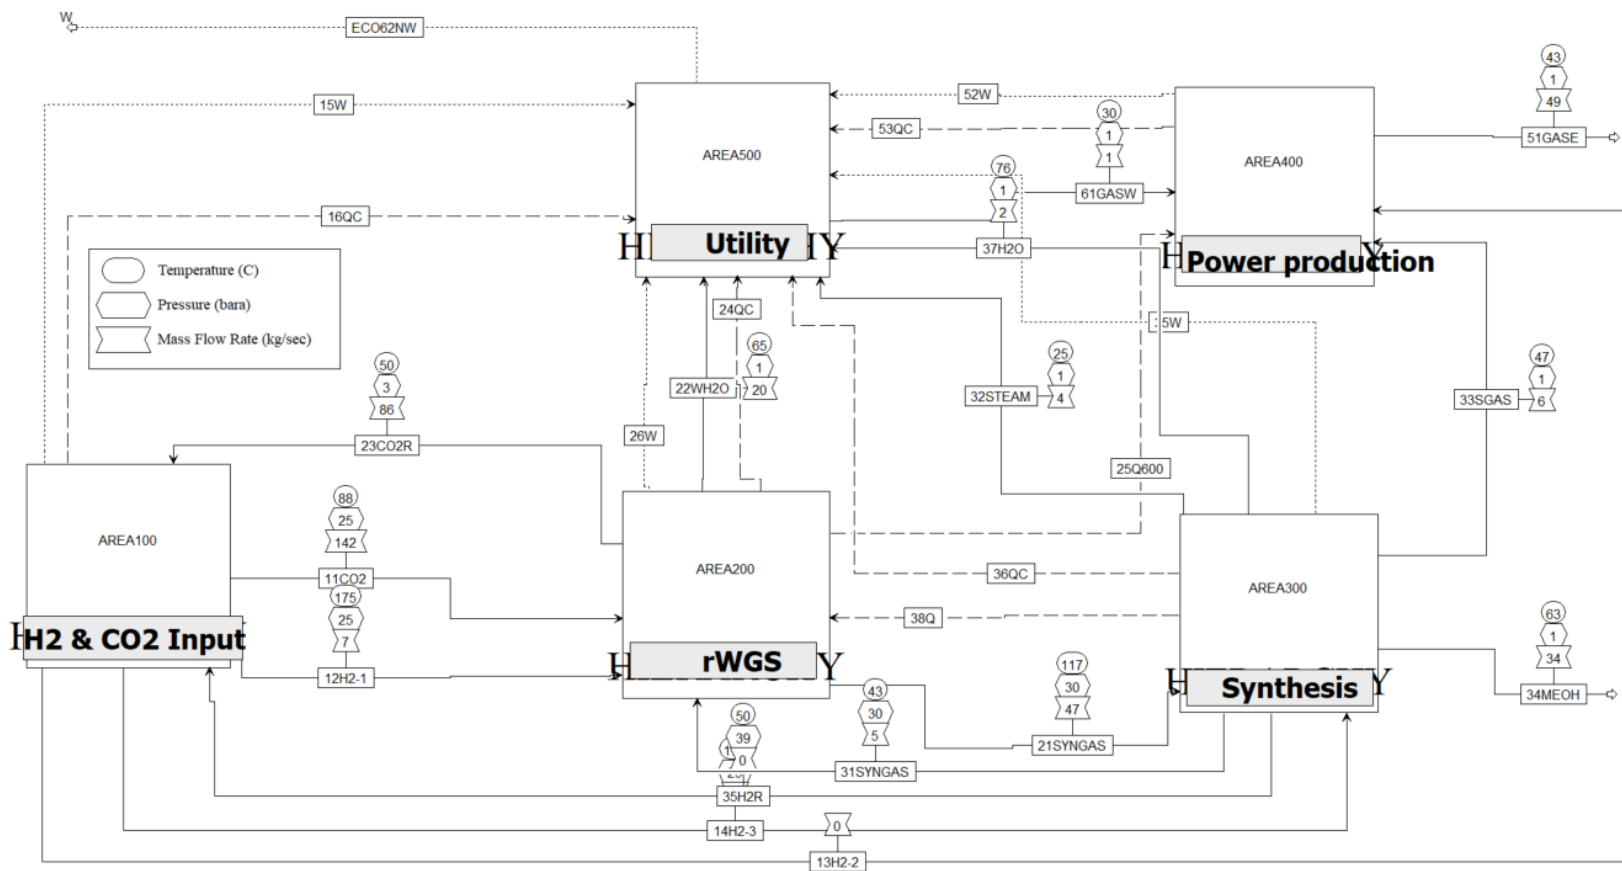 W
ECO62NW
43
1
49
51GASE
15W
52W
30
1
1
61GASW
53QC
AREA500
AREA400
76
1
2
37H2O
16QC
Utility
Power production
Temperature (C)
Pressure (bara)
Mass Flow Rate (kg/sec)
24QC
65
1
20
22WH2O
50
3
86
23CO2R
26W
25
1
4
32STEAM
47
1
6
33SGAS
25Q600
88
25
142
11CO2
AREA100
AREA200
AREA300
36QC
38Q
175
25
7
12H2-1
H2 & CO2 Input
rWGS
Synthesis
63
1
34
34MEOH
117
30
47
21SYNGAS
43
30
5
31SYNGAS
50
39
0
35H2R
14H2-3
0
13H2-2